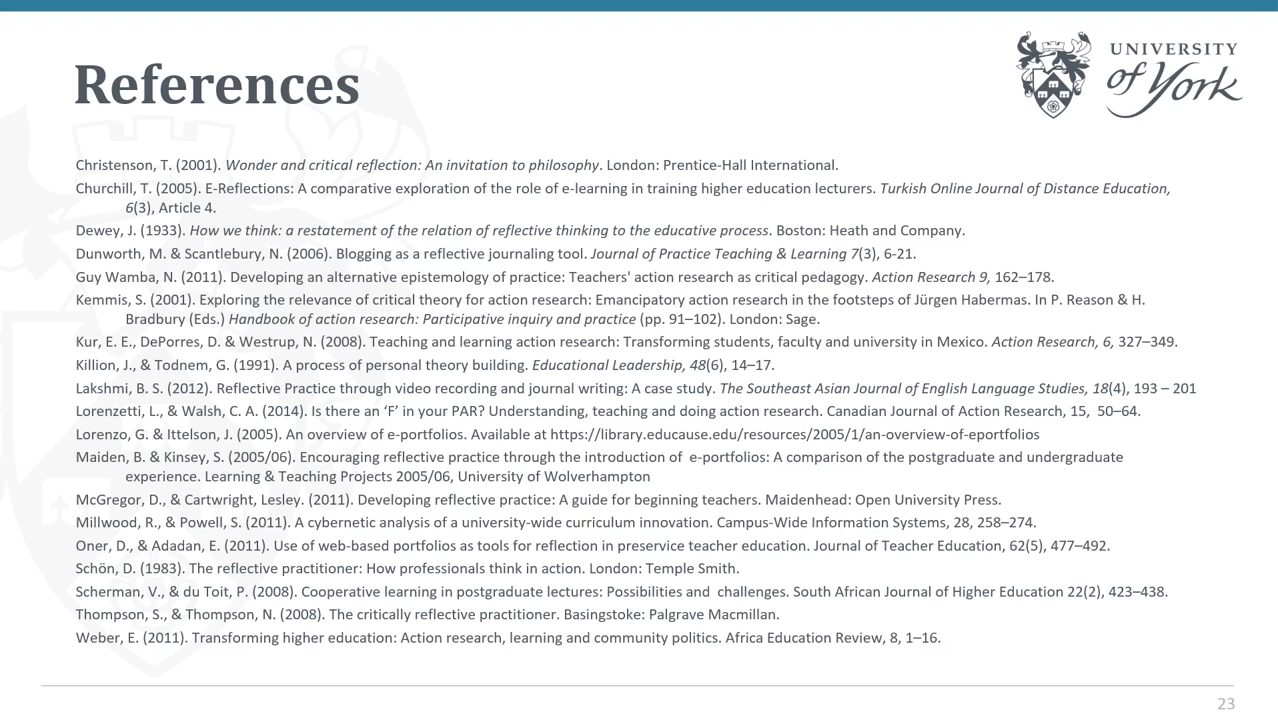 References
UNIVERSITY
of York
Christenson, T. (2001). Wonder and critical reflection: An invitation to philosophy. London: Prentice-Hall International.
Churchill, T. (2005). E-Reflections: A comparative exploration of the role of e-learning in training higher education lecturers. Turkish Online Journal of Distance Education,
6(3), Article 4.
Dewey, J. (1933). How we think: a restatement of the relation of reflective thinking to the educative process. Boston: Heath and Company.
Dunworth, M. & Scantlebury, N. (2006). Blogging as a reflective journaling tool. Journal of Practice Teaching & Learning 7(3), 6-21.
Guy Wamba, N. (2011). Developing an alternative epistemology of practice: Teachers' action research as critical pedagogy. Action Research 9, 162–178.
Kemmis, S. (2001). Exploring the relevance of critical theory for action research: Emancipatory action research in the footsteps of Jürgen Habermas. In P. Reason & H.
Bradbury (Eds.) Handbook of action research: Participative inquiry and practice (pp. 91–102). London: Sage.
Kur, E. E., DePorres, D. & Westrup, N. (2008). Teaching and learning action research: Transforming students, faculty and university in Mexico. Action Research, 6, 327–349.
Killion, J., & Todnem, G. (1991). A process of personal theory building. Educational Leadership, 48(6), 14–17.
Lakshmi, B. S. (2012). Reflective Practice through video recording and journal writing: A case study. The Southeast Asian Journal of English Language Studies, 18(4), 193 – 201
Lorenzetti, L., & Walsh, C. A. (2014). Is there an ‘F’ in your PAR? Understanding, teaching and doing action research. Canadian Journal of Action Research, 15, 50–64.
Lorenzo, G. & Ittelson, J. (2005). An overview of e-portfolios. Available at https://library.educause.edu/resources/2005/1/an-overview-of-eportfolios
Maiden, B. & Kinsey, S. (2005/06). Encouraging reflective practice through the introduction of e-portfolios: A comparison of the postgraduate and undergraduate
experience. Learning & Teaching Projects 2005/06, University of Wolverhampton
McGregor, D., & Cartwright, Lesley. (2011). Developing reflective practice: A guide for beginning teachers. Maidenhead: Open University Press.
Millwood, R., & Powell, S. (2011). A cybernetic analysis of a university-wide curriculum innovation. Campus-Wide Information Systems, 28, 258–274.
Oner, D., & Adadan, E. (2011). Use of web-based portfolios as tools for reflection in preservice teacher education. Journal of Teacher Education, 62(5), 477–492.
Schön, D. (1983). The reflective practitioner: How professionals think in action. London: Temple Smith.
Scherman, V., & du Toit, P. (2008). Cooperative learning in postgraduate lectures: Possibilities and challenges. South African Journal of Higher Education 22(2), 423–438.
Thompson, S., & Thompson, N. (2008). The critically reflective practitioner. Basingstoke: Palgrave Macmillan.
Weber, E. (2011). Transforming higher education: Action research, learning and community politics. Africa Education Review, 8, 1–16.
23